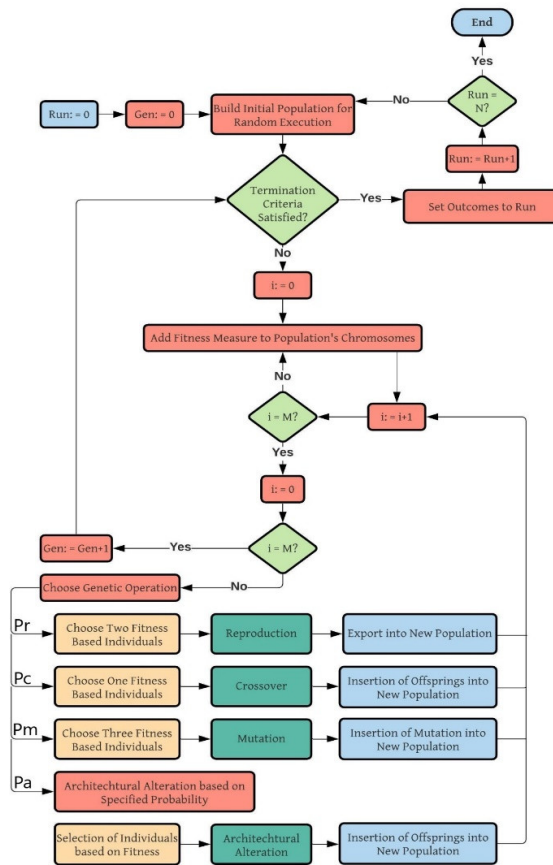 End
Yes
Run =
N?
No
Run: = 0
Gen: = 0
Build Initial Population for
Random Execution
Run: = Run+1
Termination
Criteria
Satisfied?
Yes
Set Outcomes to Run
No
i: = 0
Add Fitness Measure to Population's Chromosomes
No
i = M?
i: = i+1
Yes
i: = 0
Gen: = Gen+1
Yes
i = M?
No
Choose Genetic Operation
Pr
Choose Two Fitness
Based Individuals
Reproduction
Export into New Population
Pc
Choose One Fitness
Based Individuals
Crossover
Insertion of Offsprings into
New Population
Pm
Choose Three Fitness
Based Individuals
Mutation
Insertion of Mutation into
New Population
Pa
Architechtural Alteration based on
Specified Probability
Selection of Individuals
based on Fitness
Architechtural
Alteration
Insertion of Offsprings into
New Population